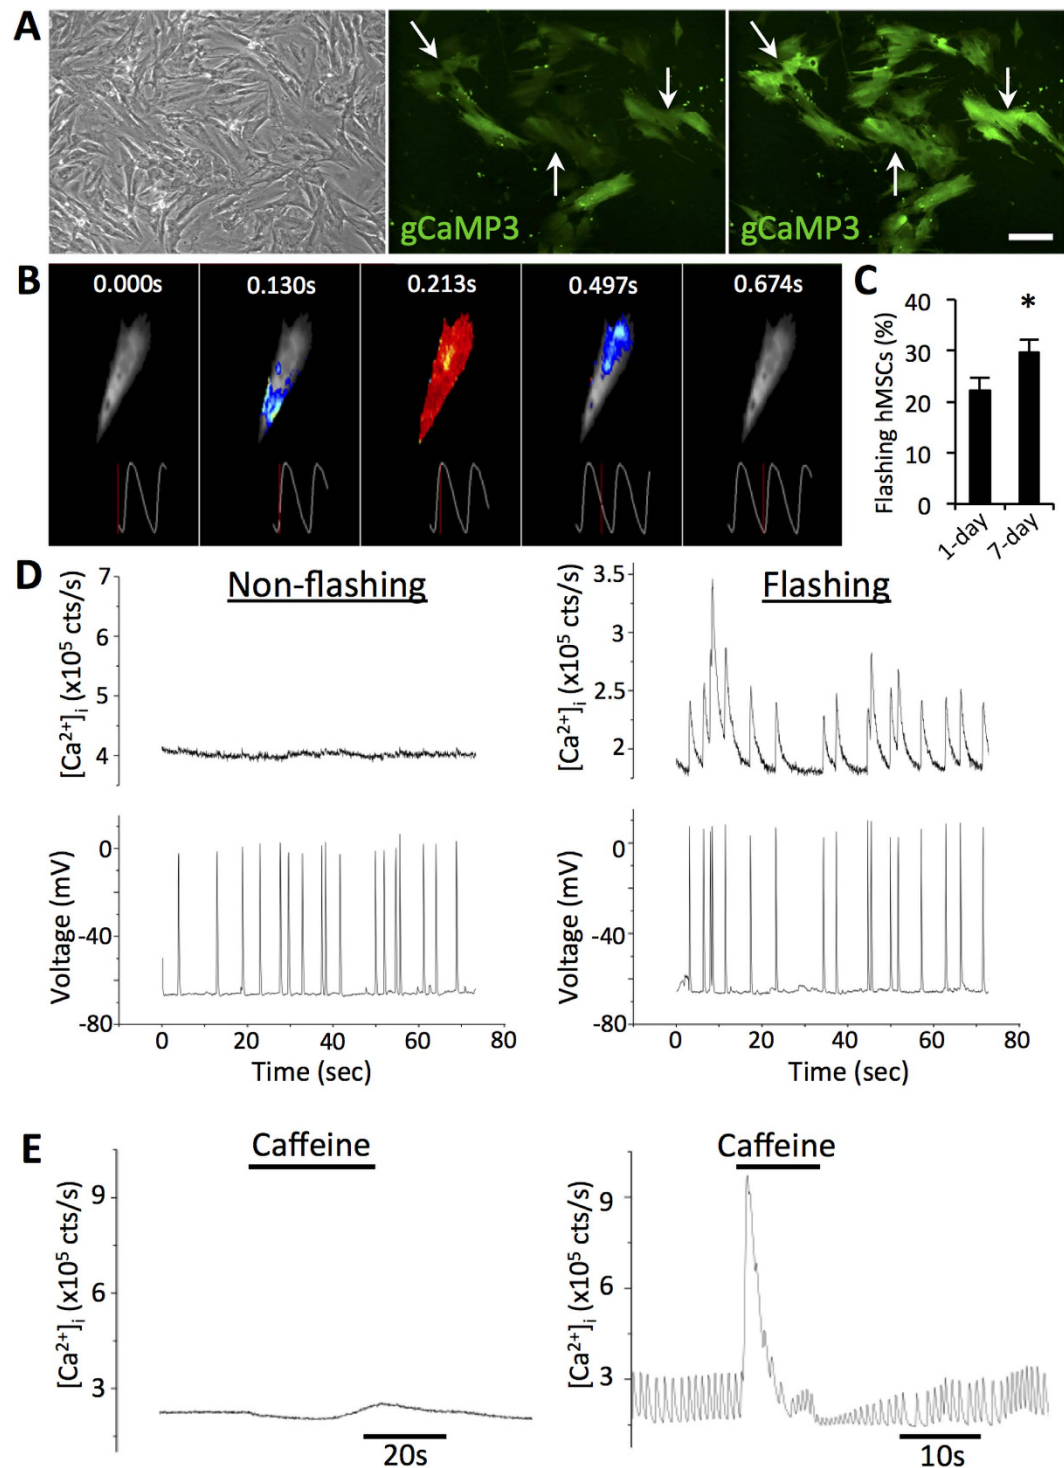 A
gCaMP3
gCaMP3
B
0.000s
0.130s
0.213s
0.497s
0.674s
C
Flashing hMSCs (%)
40
30
20
10
0
*
1-day
7-day
D
Non-flashing
[Ca²⁺]ᵢ (x10⁵ cts/s)
7
6
5
4
Voltage (mV)
0
-40
-80
0
20
40
60
80
Time (sec)
Flashing
[Ca²⁺]ᵢ (x10⁵ cts/s)
3.5
3
2.5
2
Voltage (mV)
0
-40
-80
0
20
40
60
80
Time (sec)
E
Caffeine
[Ca²⁺]ᵢ (x10⁵ cts/s)
9
6
3
20s
Caffeine
[Ca²⁺]ᵢ (x10⁵ cts/s)
9
6
3
10s